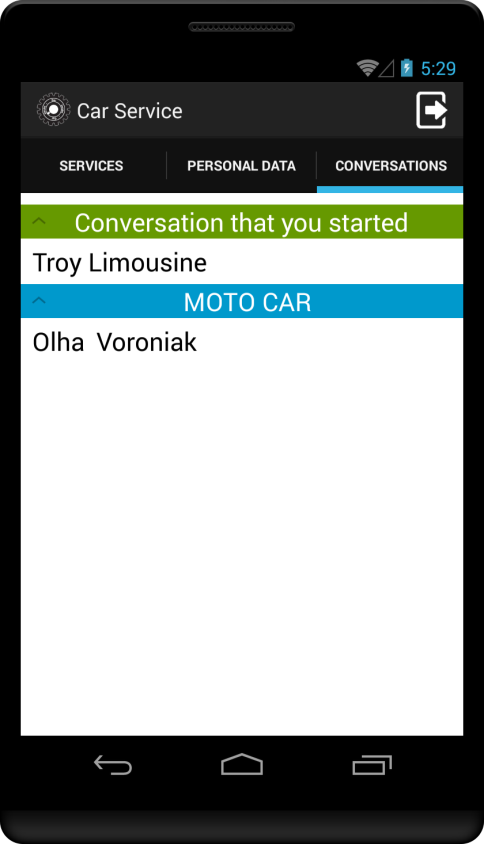 5:29
Car Service
SERVICES PERSONAL DATA CONVERSATIONS
Conversation that you started
Troy Limousine
MOTO CAR
Olha Voroniak